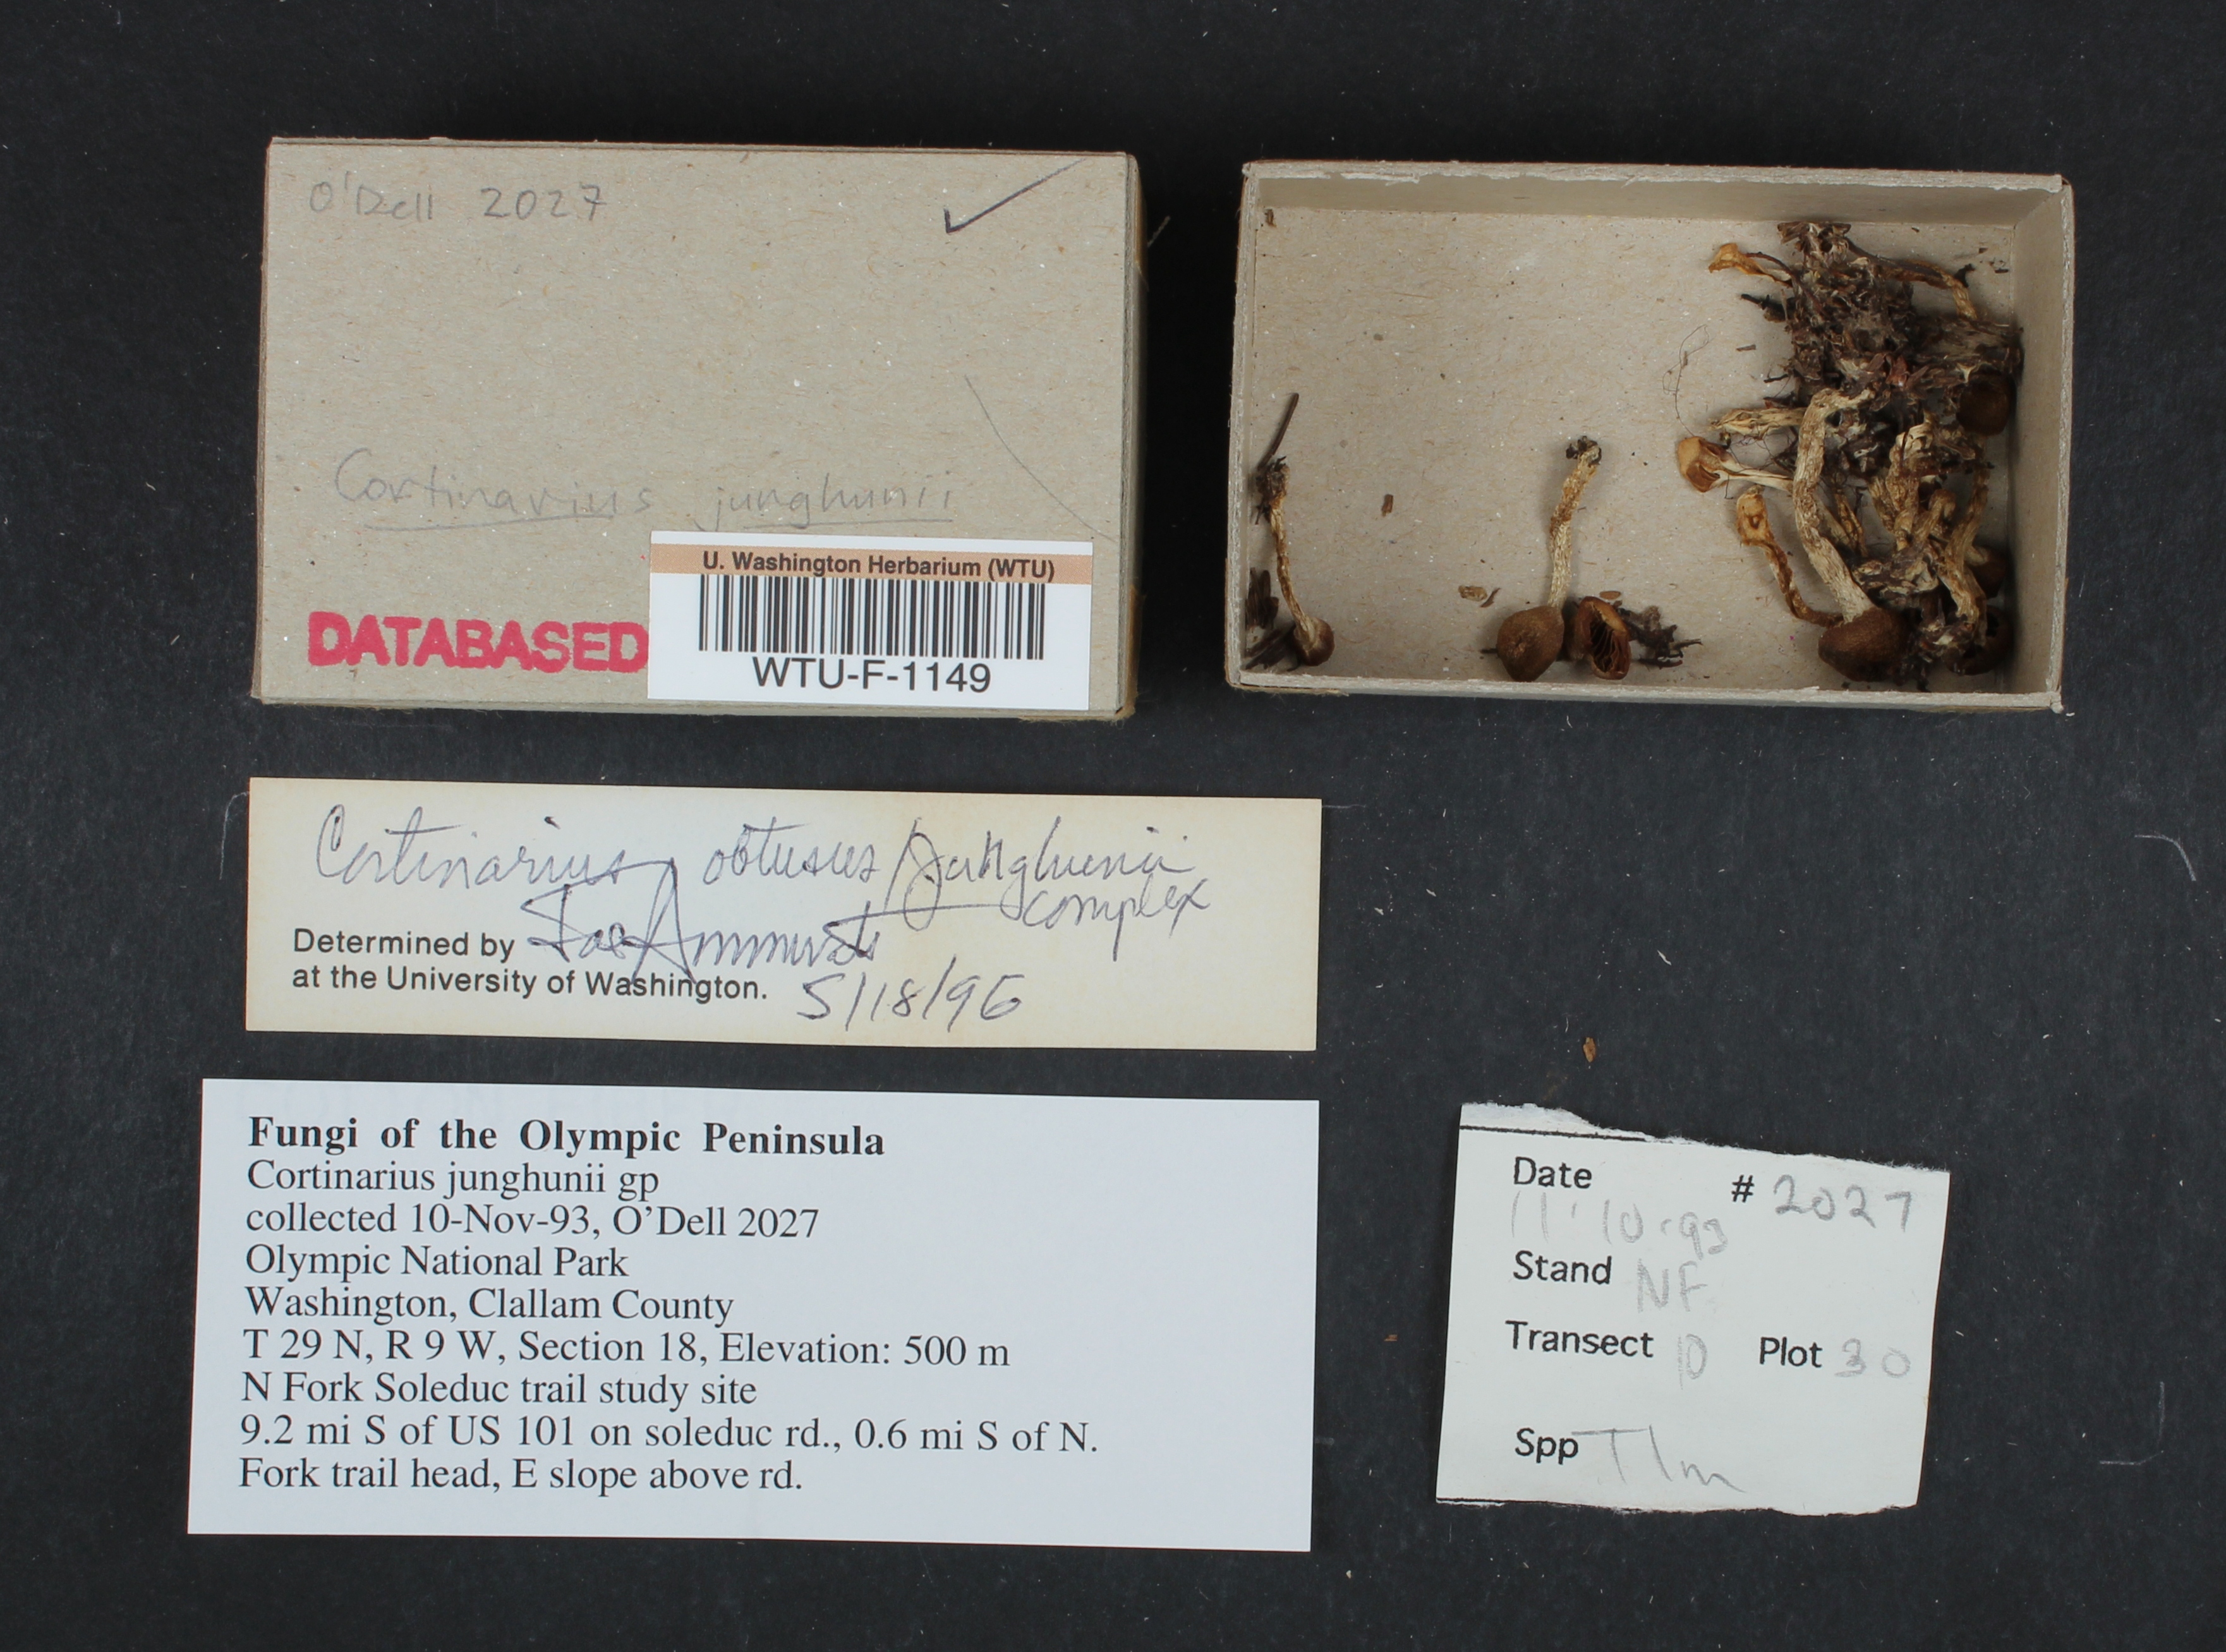 O'Dell 2027
Cortinarius junghunii
DATABASED
U. Washington Herbarium (WTU)
WTU-F-1149
Cortinarius obtusus/junghunii
complex
Determined by Joe Ammirati
at the University of Washington. 5/18/96
Fungi of the Olympic Peninsula
Cortinarius junghunii gp
collected 10-Nov-93, O'Dell 2027
Olympic National Park
Washington, Clallam County
T 29 N, R 9 W, Section 18, Elevation: 500 m
N Fork Soleduc trail study site
9.2 mi S of US 101 on soleduc rd., 0.6 mi S of N.
Fork trail head, E slope above rd.
Date # 2027
11·10·93
Stand NF
Transect 10 Plot 30
Spp